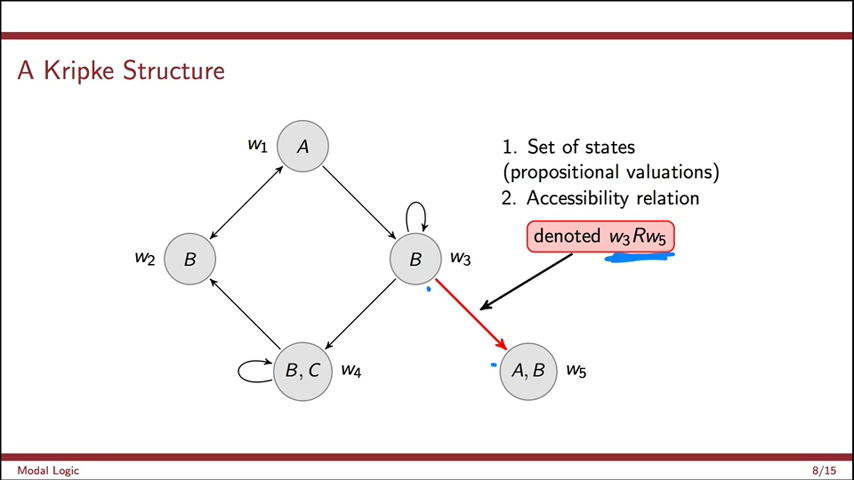 A Kripke Structure
w₁
A
1. Set of states
(propositional valuations)
2. Accessibility relation
denoted w₃Rw₅
w₂
B
B
w₃
B, C
w₄
A, B
w₅
Modal Logic
8/15